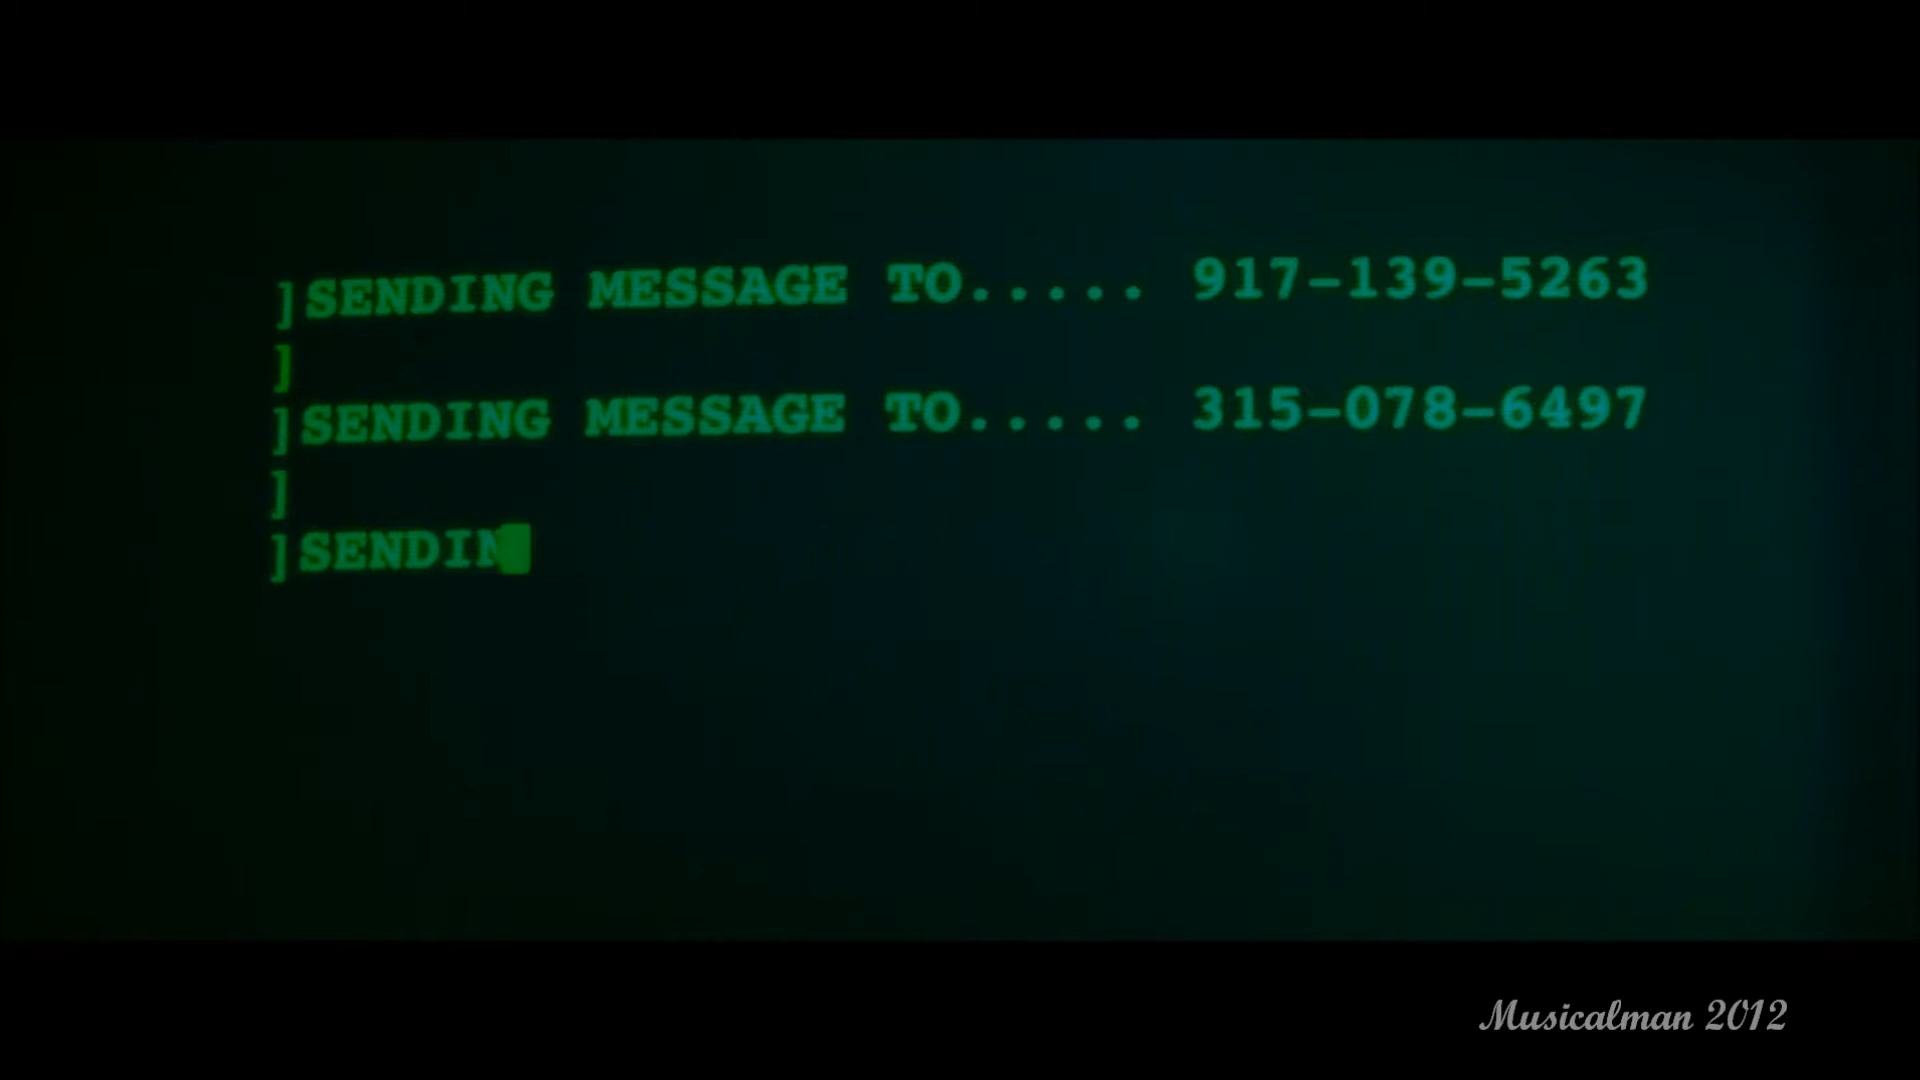 ]SENDING MESSAGE TO..... 917-139-5263
]
]SENDING MESSAGE TO..... 315-078-6497
]
]SENDIN
Musicalman 2012